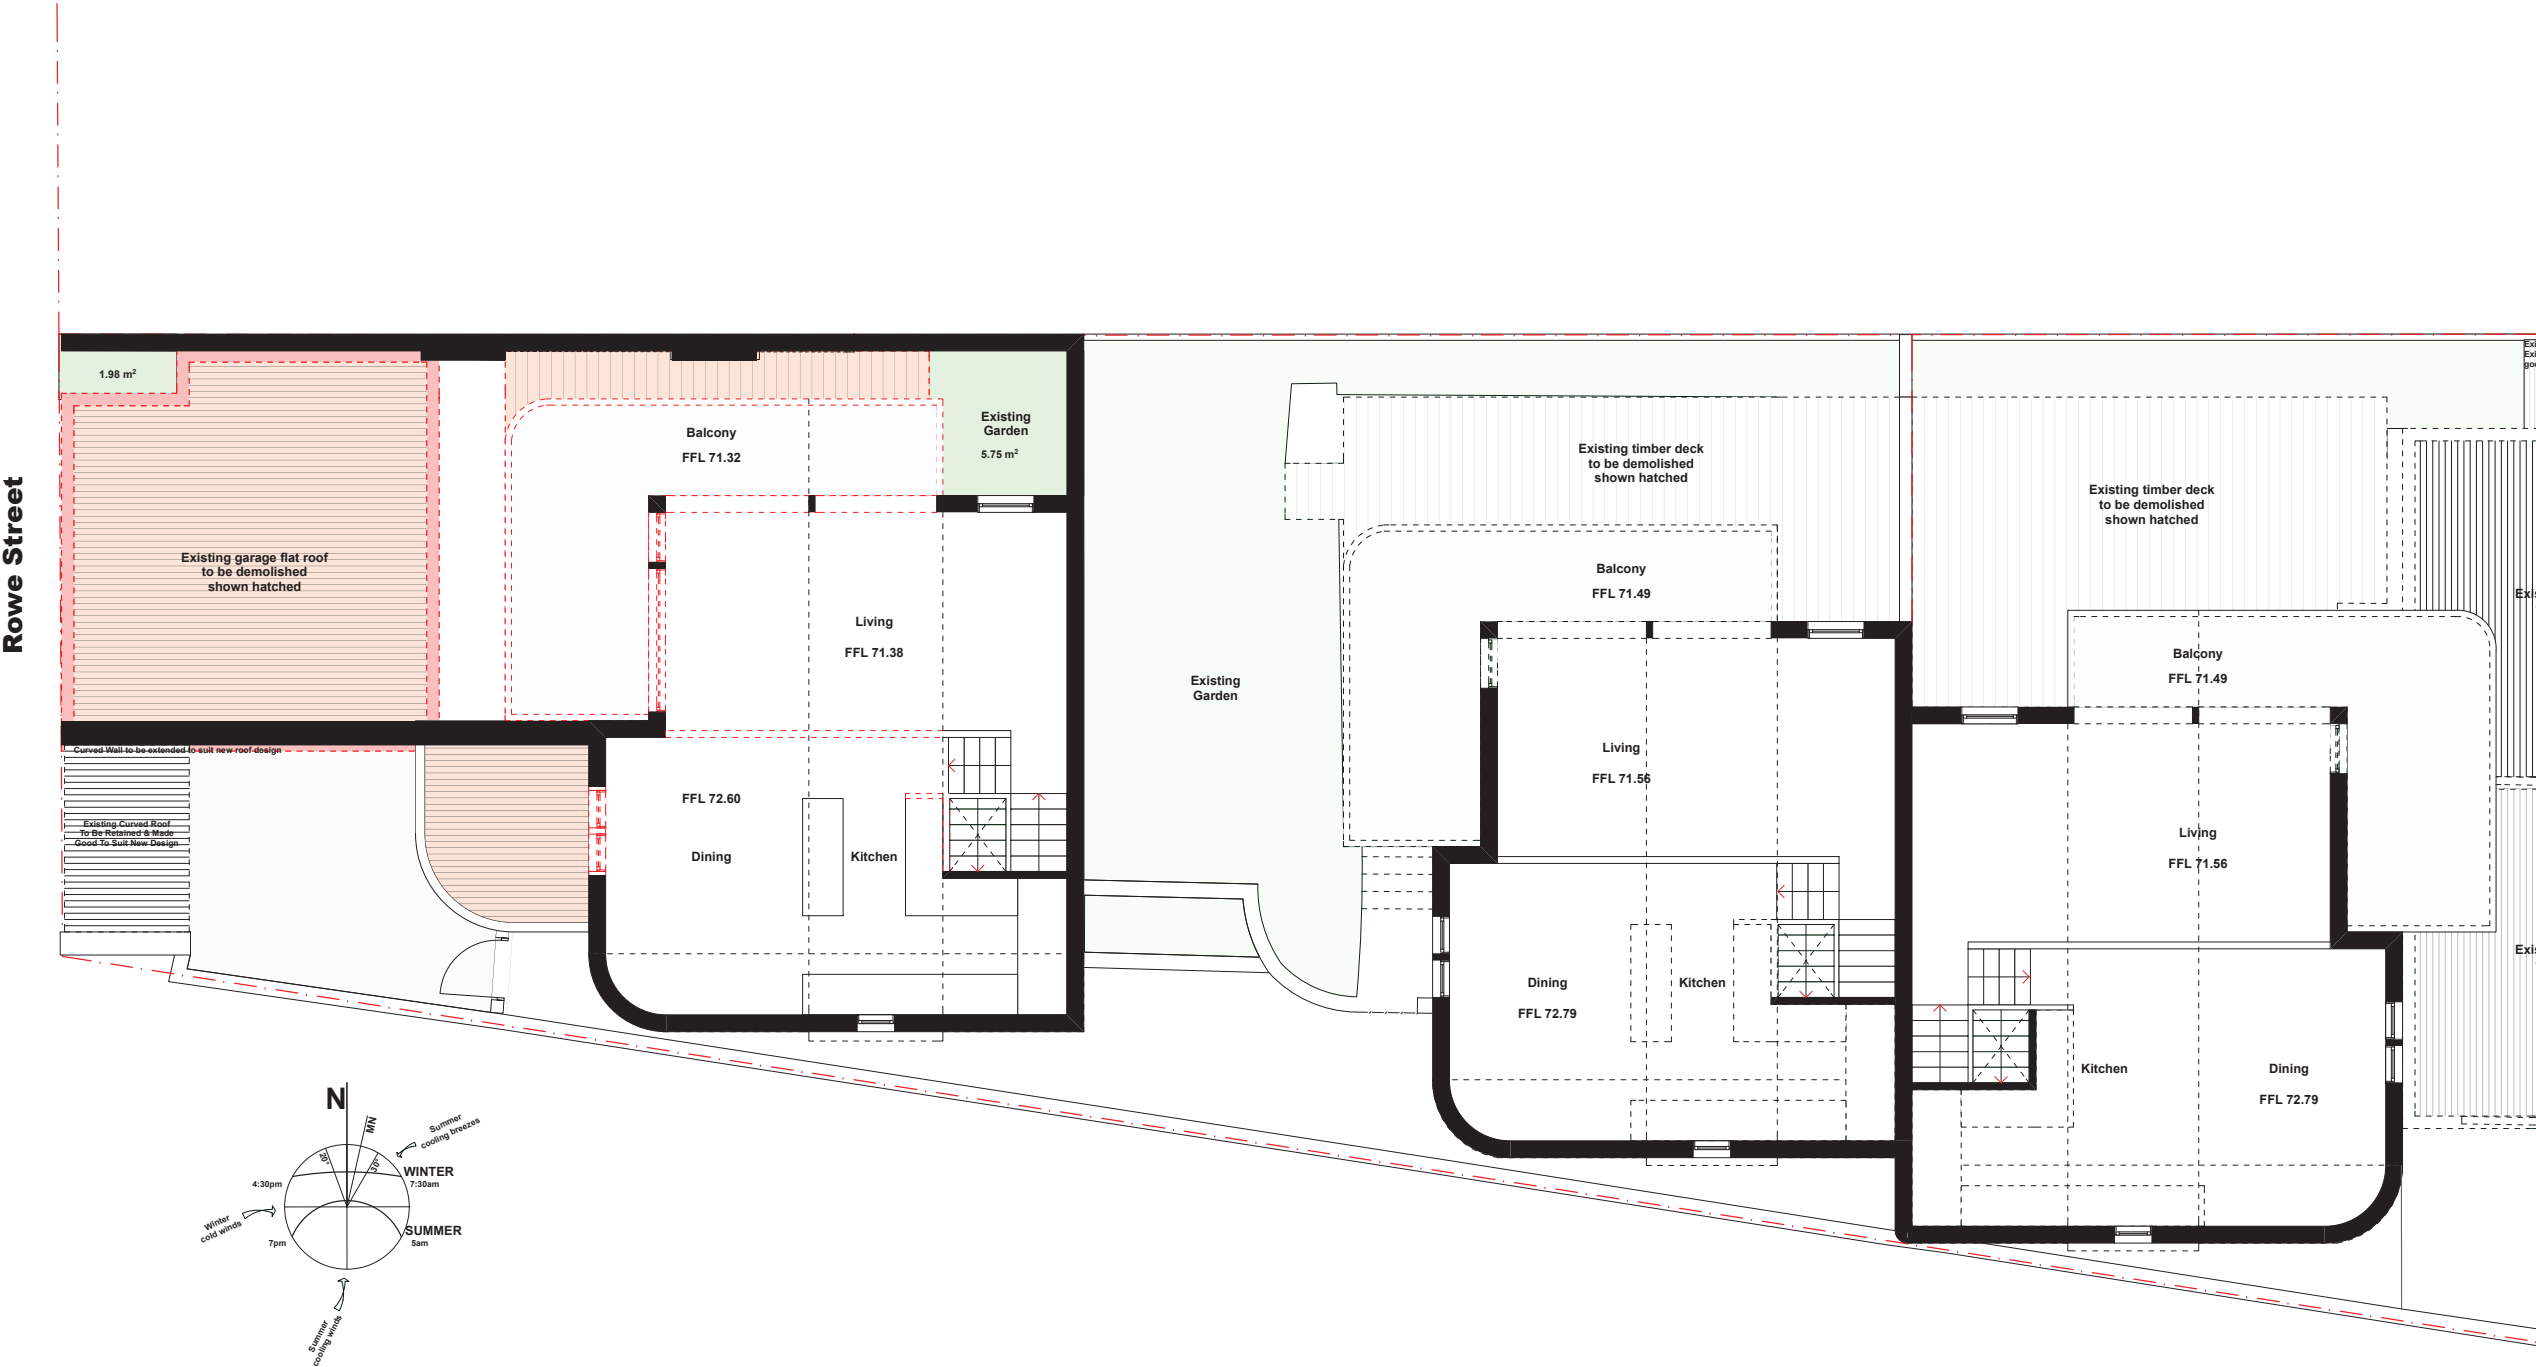 Rowe Street
1.98 m²
Existing garage flat roof
to be demolished
shown hatched
Curved Wall to be extended to suit new roof design
Existing Curved Roof
To Be Retained & Made
Good To Suit New Design
Balcony
FFL 71.32
Existing
Garden
5.75 m²
Living
FFL 71.38
FFL 72.60
Dining
Kitchen
Existing
Garden
Existing timber deck
to be demolished
shown hatched
Balcony
FFL 71.49
Living
FFL 71.56
Dining
FFL 72.79
Kitchen
Existing timber deck
to be demolished
shown hatched
Balcony
FFL 71.49
Living
FFL 71.56
Kitchen
Dining
FFL 72.79
N
MN
20°
30°
Summer
cooling breezes
WINTER
7:30am
4:30pm
Winter
cold winds
SUMMER
5am
7pm
Summer
cooling winds